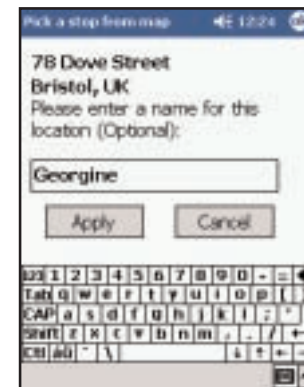 Pick a stop from map 12:24
78 Dove Street
Bristol, UK
Please enter a name for this
location (Optional):
Georgine
Apply Cancel
123 1 2 3 4 5 6 7 8 9 0 - =
Tab q w e r t y u i o p [
CAP a s d f g h j k l ; '
Shift z x c v b n m , . /
Ctl áü ` \